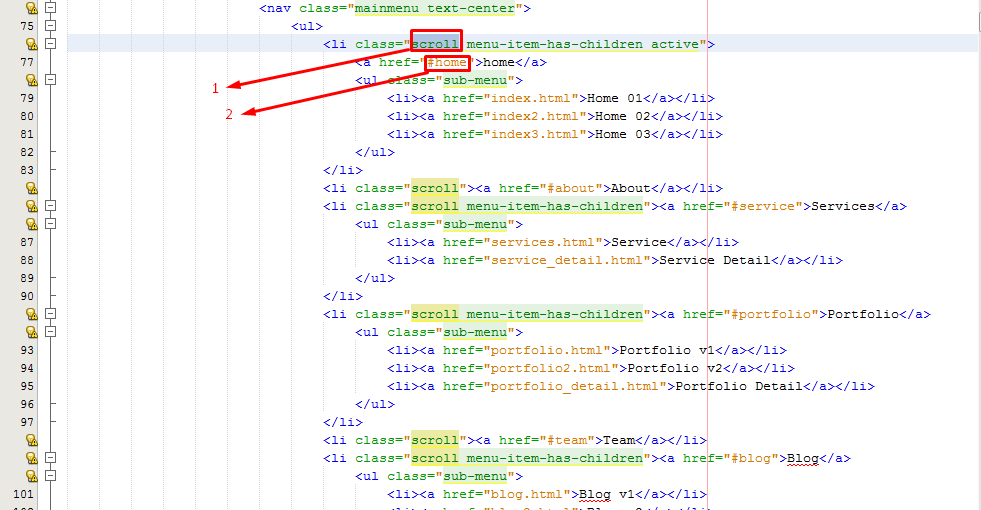 <nav class="mainmenu text-center">
75 <ul>
<li class="scroll menu-item-has-children active">
77 <a href="#home">home</a>
<ul class="sub-menu">
1
79 <li><a href="index.html">Home 01</a></li>
2
80 <li><a href="index2.html">Home 02</a></li>
81 <li><a href="index3.html">Home 03</a></li>
82 </ul>
83 </li>
<li class="scroll"><a href="#about">About</a></li>
<li class="scroll menu-item-has-children"><a href="#service">Services</a>
<ul class="sub-menu">
87 <li><a href="services.html">Service</a></li>
88 <li><a href="service_detail.html">Service Detail</a></li>
89 </ul>
90 </li>
<li class="scroll menu-item-has-children"><a href="#portfolio">Portfolio</a>
<ul class="sub-menu">
93 <li><a href="portfolio.html">Portfolio v1</a></li>
94 <li><a href="portfolio2.html">Portfolio v2</a></li>
95 <li><a href="portfolio_detail.html">Portfolio Detail</a></li>
96 </ul>
97 </li>
<li class="scroll"><a href="#team">Team</a></li>
<li class="scroll menu-item-has-children"><a href="#blog">Blog</a>
<ul class="sub-menu">
101 <li><a href="blog.html">Blog v1</a></li>